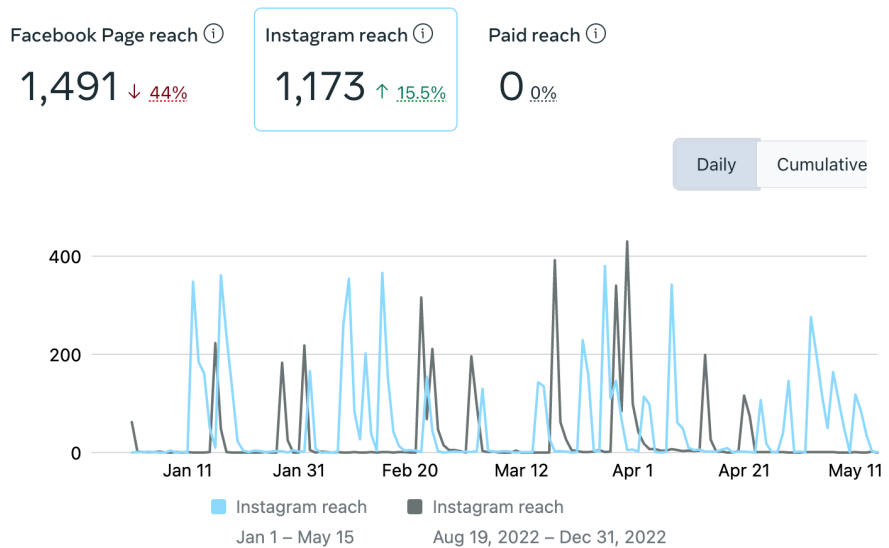 Facebook Page reach Instagram reach Paid reach
1,491 ↓ 44% 1,173 ↑ 15.5% 0 0%
Daily Cumulative
400
200
0
Jan 11 Jan 31 Feb 20 Mar 12 Apr 1 Apr 21 May 11
Instagram reach Instagram reach
Jan 1 – May 15 Aug 19, 2022 – Dec 31, 2022